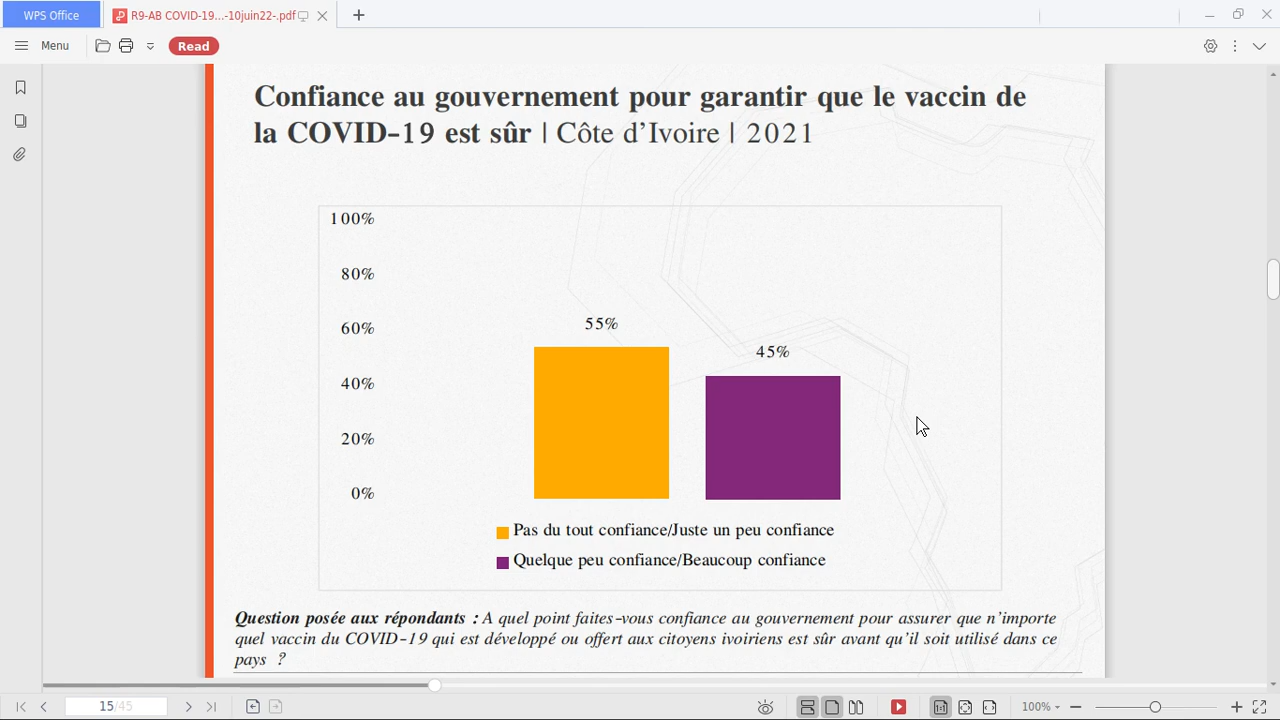 WPS Office
R9-AB COVID-19...-10juin22-.pdf
Menu
Read
Confiance au gouvernement pour garantir que le vaccin de
la COVID-19 est sûr | Côte d'Ivoire | 2021
100%
80%
60%
40%
20%
0%
55%
45%
Pas du tout confiance/Juste un peu confiance
Quelque peu confiance/Beaucoup confiance
Question posée aux répondants : A quel point faites-vous confiance au gouvernement pour assurer que n'importe
quel vaccin du COVID-19 qui est développé ou offert aux citoyens ivoiriens est sûr avant qu'il soit utilisé dans ce
pays ?
15/45
100%